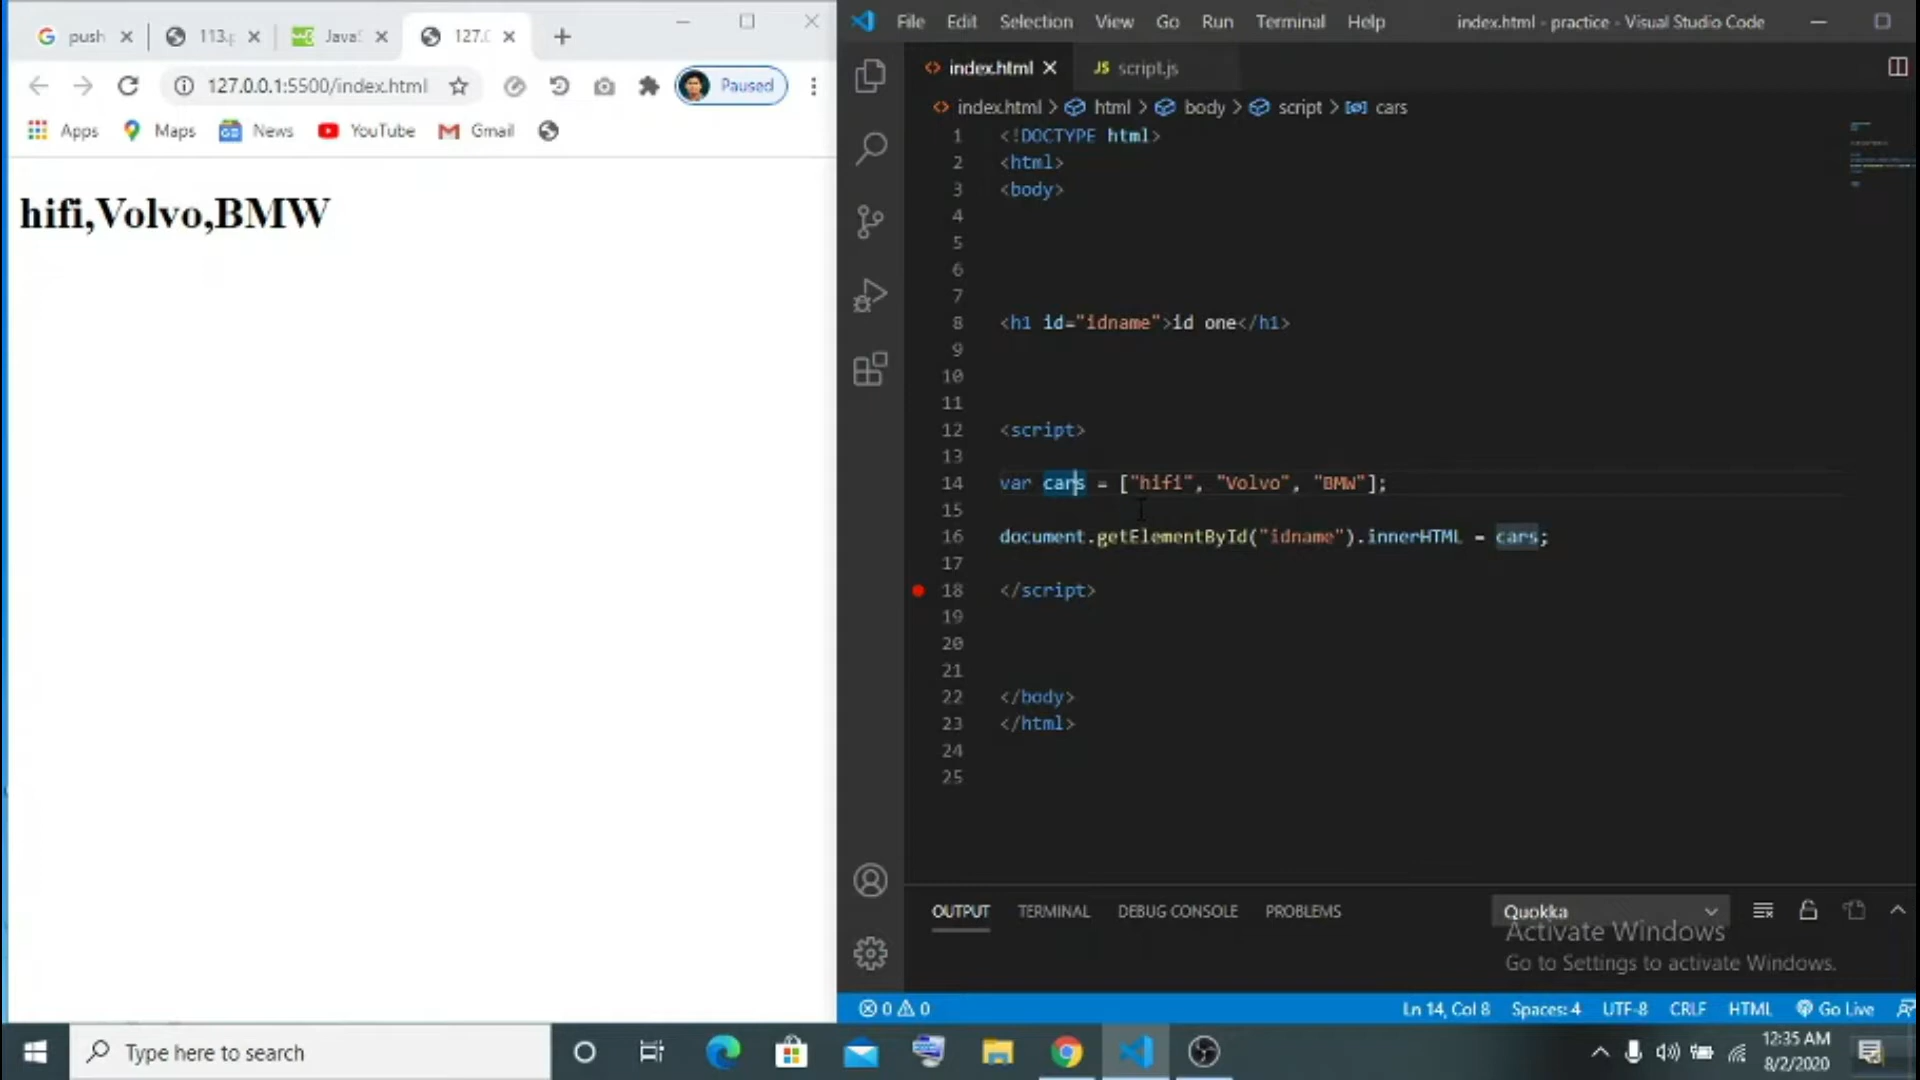 push
113.p
JavaS
127.0
127.0.0.1:5500/index.html
Paused
Apps
Maps
News
YouTube
Gmail
hifi,Volvo,BMW
File Edit Selection View Go Run Terminal Help
index.html - practice - Visual Studio Code
index.html
JS script.js
index.html > html > body > script > cars
1 <!DOCTYPE html>
2 <html>
3 <body>
4
5
6
7
8 <h1 id="idname">id one</h1>
9
10
11
12 <script>
13
14 var cars = ["hifi", "Volvo", "BMW"];
15
16 document.getElementById("idname").innerHTML = cars;
17
18 </script>
19
20
21
22 </body>
23 </html>
24
25
OUTPUT TERMINAL DEBUG CONSOLE PROBLEMS
Quokka
Activate Windows
Go to Settings to activate Windows.
0 0
Ln 14, Col 8 Spaces: 4 UTF-8 CRLF HTML Go Live
Type here to search
12:35 AM
8/2/2020